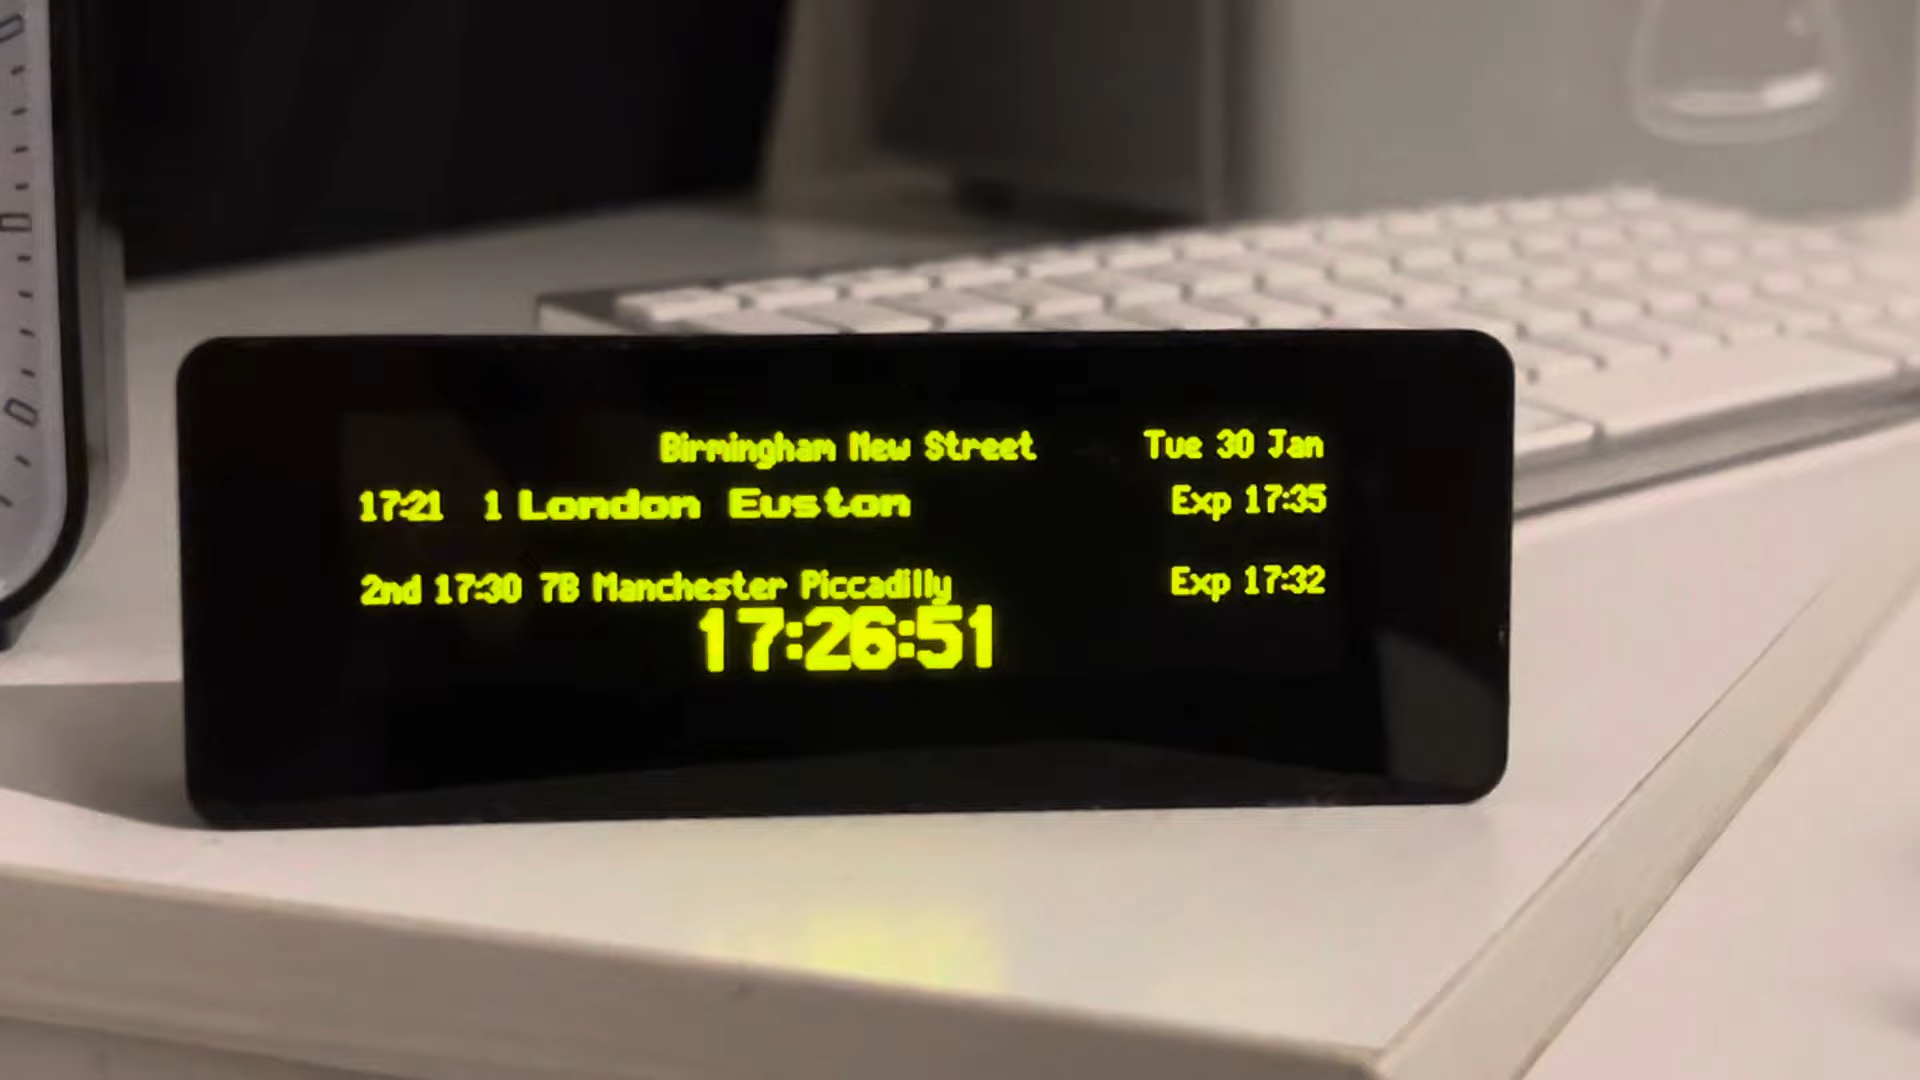 Birmingham New Street Tue 30 Jan
17:21 1 London Euston Exp 17:35
2nd 17:30 7B Manchester Piccadilly Exp 17:32
17:26:51